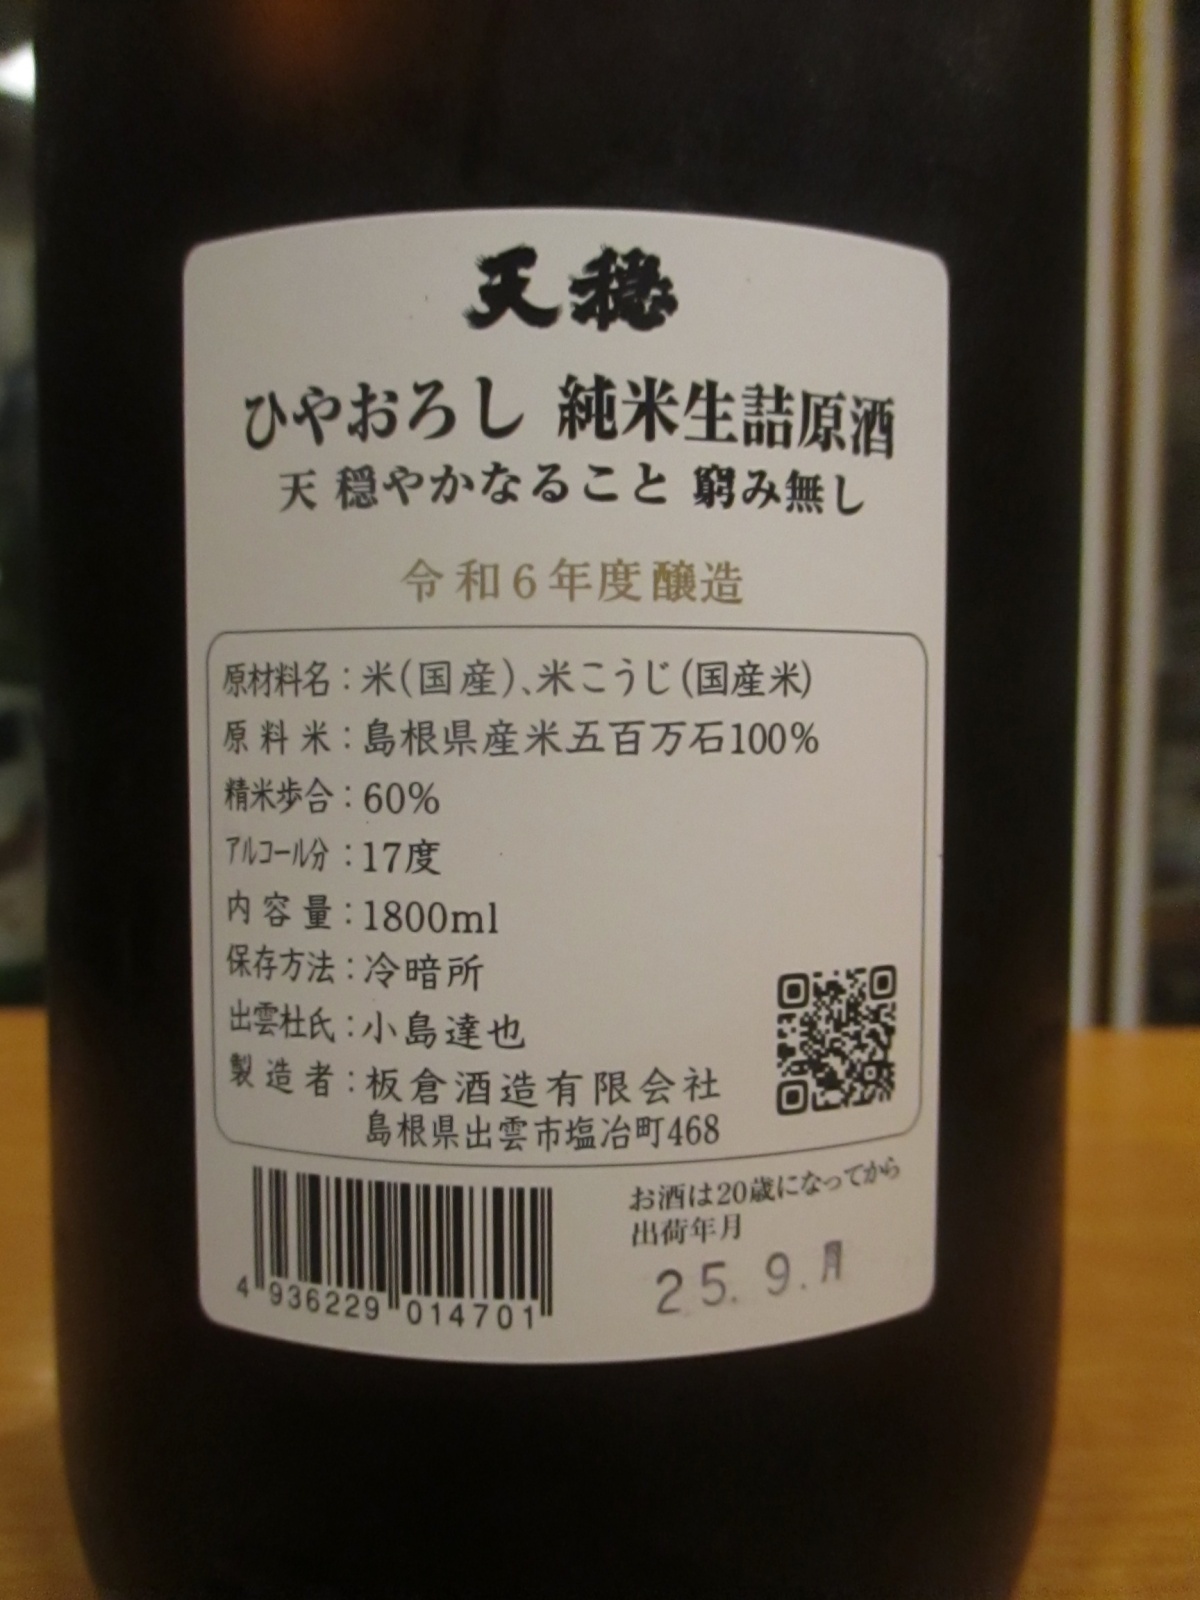 天穏
ひやおろし 純米生詰原酒
天 穏やかなること 窮み無し
令和6年度醸造
原材料名：米(国産)、米こうじ(国産米)
原料米：島根県産米五百万石100%
精米歩合：60%
アルコール分：17度
内容量：1800ml
保存方法：冷暗所
出雲杜氏：小島達也
製造者：板倉酒造有限会社
島根県出雲市塩冶町468
お酒は20歳になってから
出荷年月
25.9.月
4 936229 014701